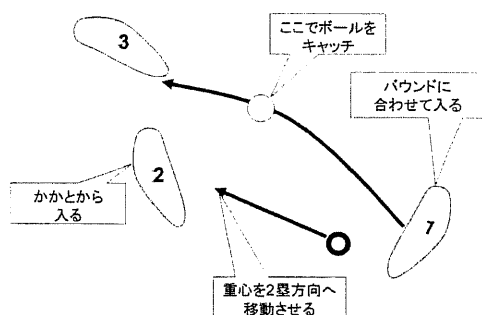 3
ここでボールを
キャッチ
バウンドに
合わせて入る
2
かかとから
入る
1
重心を2塁方向へ
移動させる